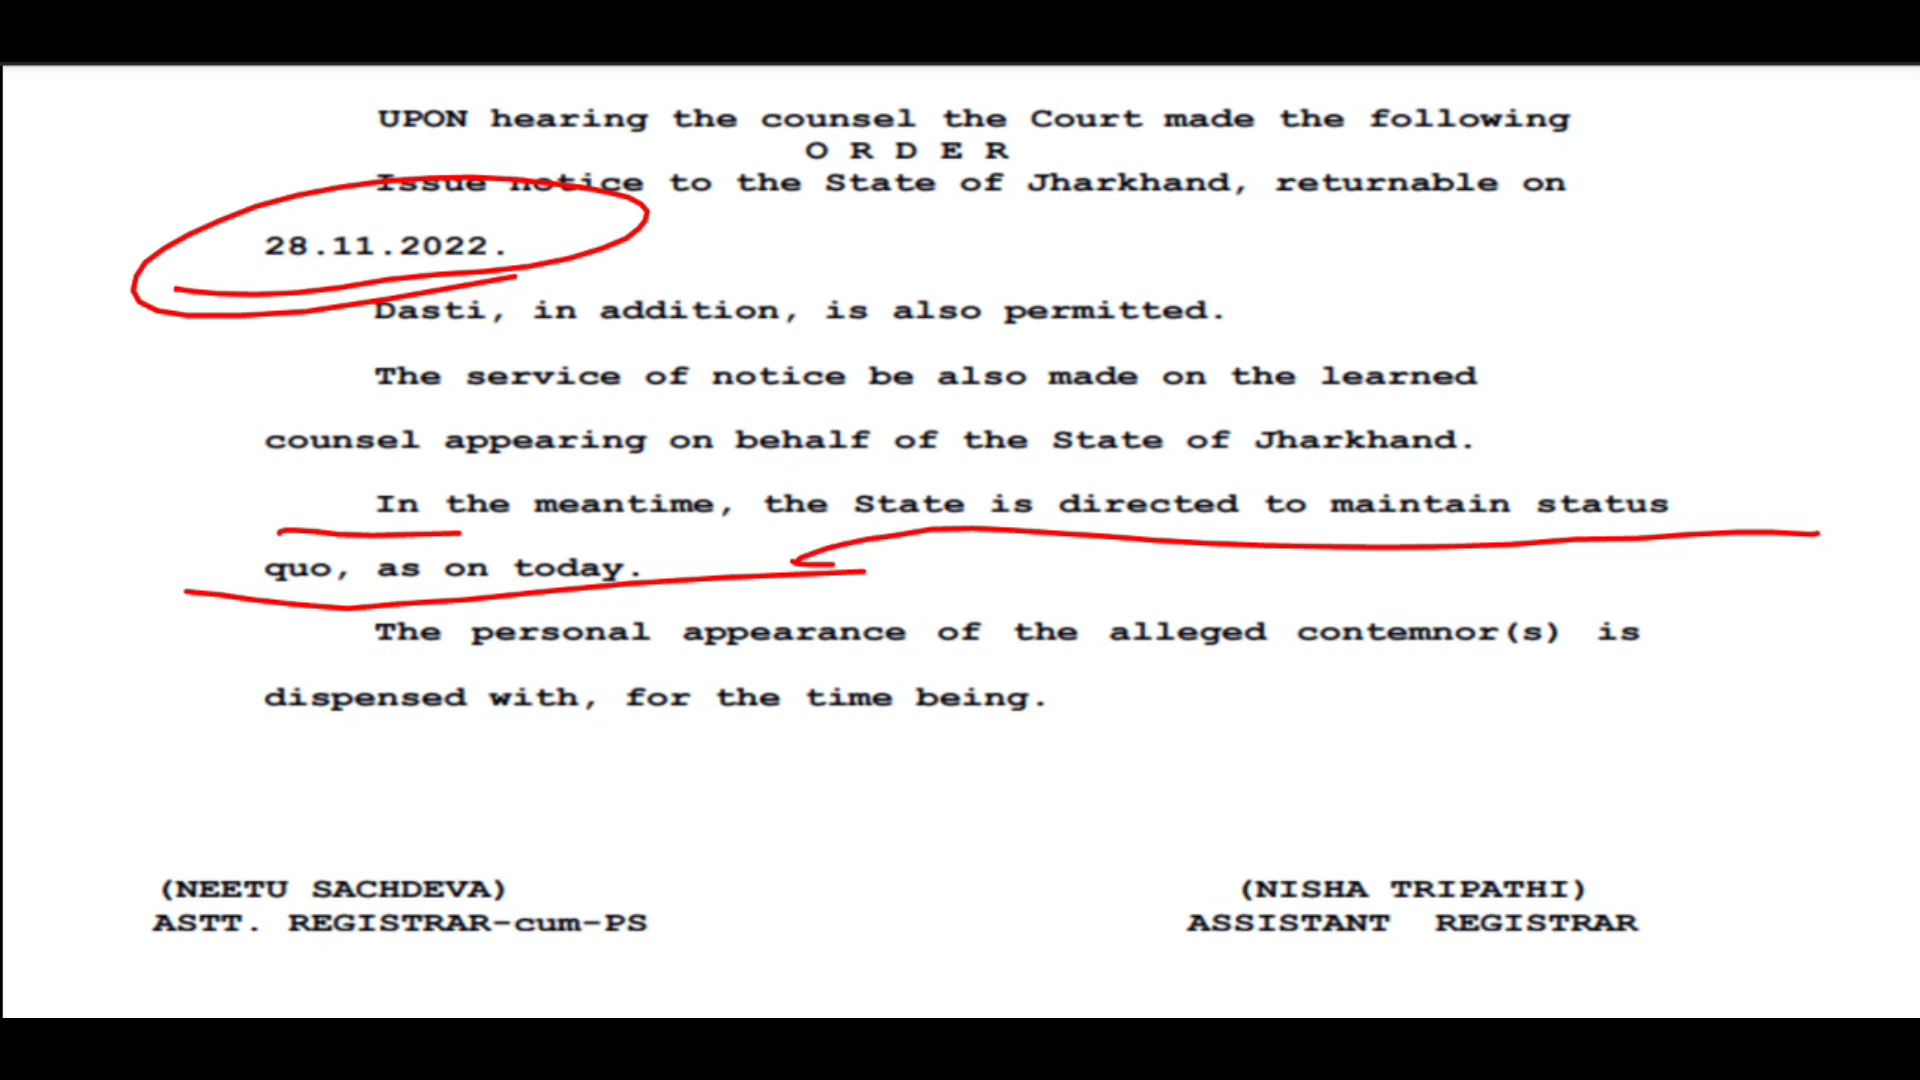 UPON hearing the counsel the Court made the following
O R D E R
Issue notice to the State of Jharkhand, returnable on
28.11.2022.
Dasti, in addition, is also permitted.
The service of notice be also made on the learned
counsel appearing on behalf of the State of Jharkhand.
In the meantime, the State is directed to maintain status
quo, as on today.
The personal appearance of the alleged contemnor(s) is
dispensed with, for the time being.
(NEETU SACHDEVA) (NISHA TRIPATHI)
ASTT. REGISTRAR-cum-PS ASSISTANT REGISTRAR